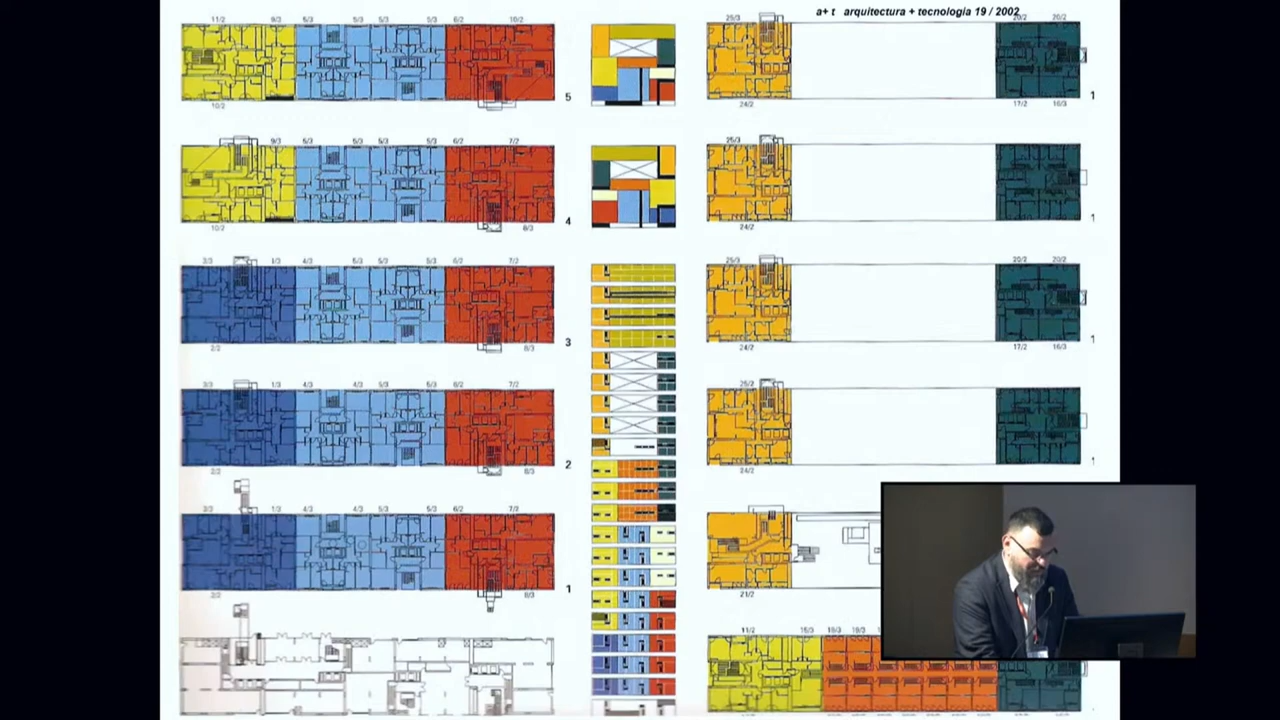 a+ t arquitectura + tecnología 19 / 2002
11/2 9/3 5/3 5/3 5/3 6/2 10/2
25/3 20/2 20/2
5
1
10/2
24/2 17/2 16/3
9/3 5/3 5/3 5/3 6/2 7/2
25/3
4
1
10/2 8/3
24/2
3/3 1/3 4/3 5/3 5/3 6/2 7/2
25/3 20/2 20/2
3
1
2/2 8/3
24/2 17/2 16/3
3/3 1/3 4/3 4/3 5/3 5/3 6/2 7/2
25/2
2
1
2/2 8/3
24/2
1/3 4/3 4/3 5/3 5/3 6/2 7/2
1
2/2 8/3
21/2
11/2 15/3 19/3 19/3